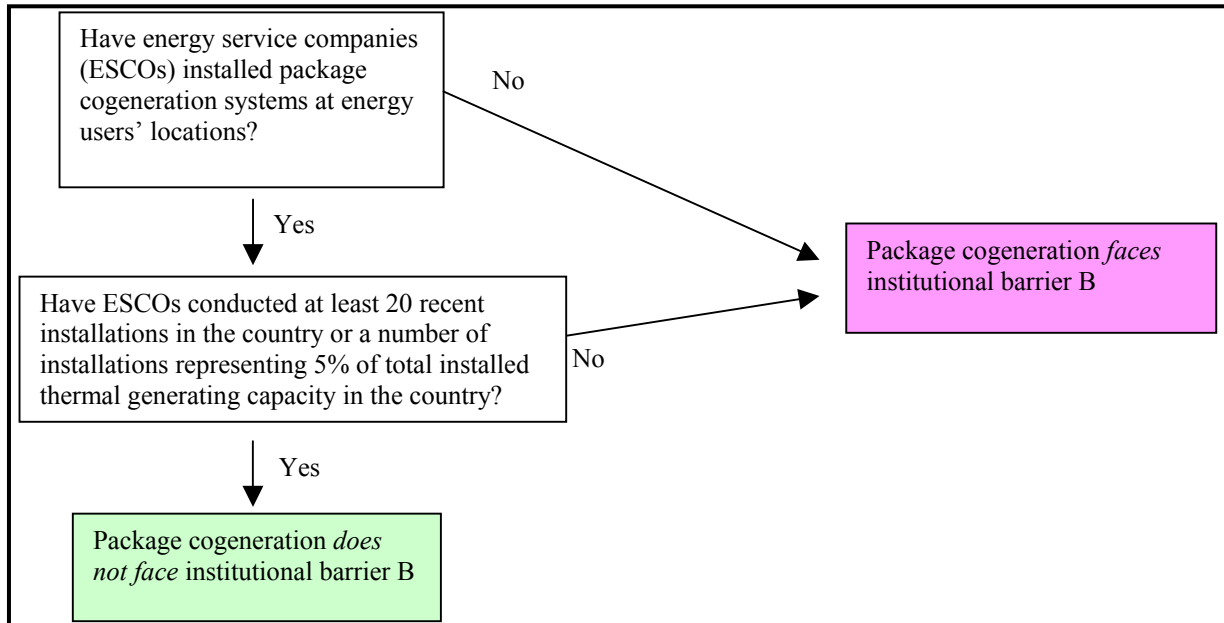 Have energy service companies
(ESCOs) installed package
cogeneration systems at energy
users’ locations?
No
Yes
Package cogeneration faces
institutional barrier B
Have ESCOs conducted at least 20 recent
installations in the country or a number of
installations representing 5% of total installed
thermal generating capacity in the country?
No
Yes
Package cogeneration does
not face institutional barrier B